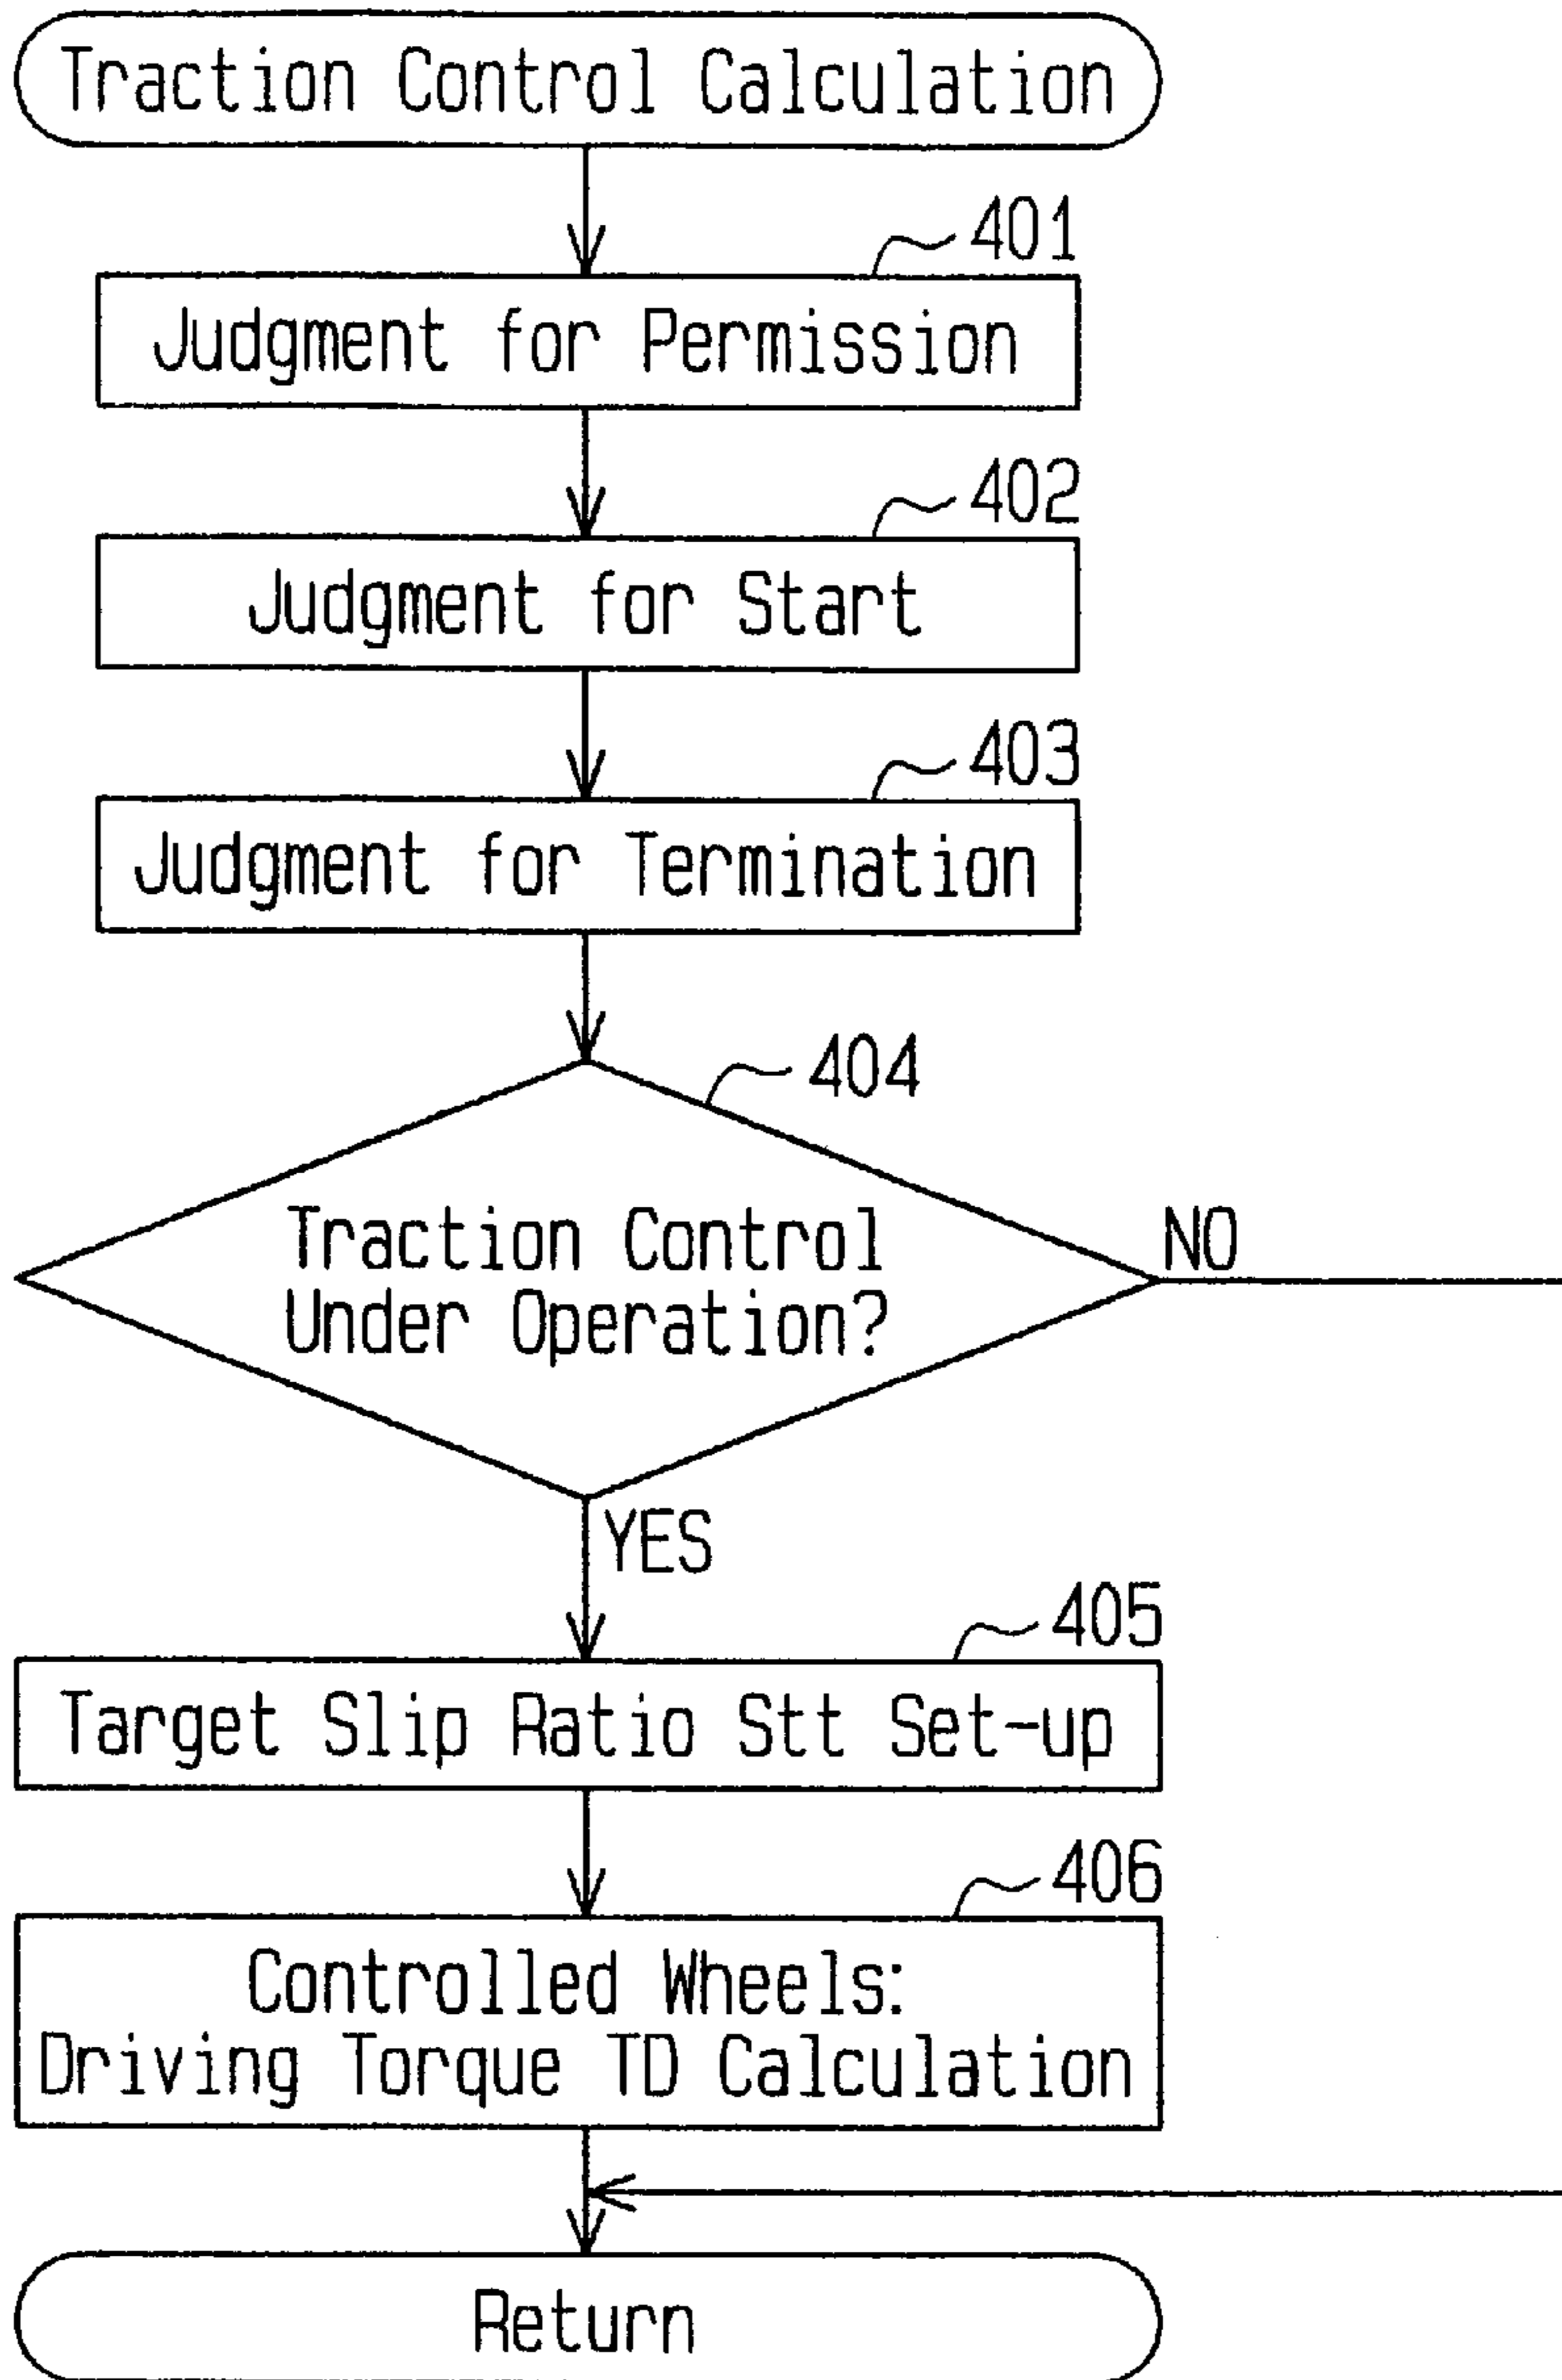 Traction Control Calculation
401
Judgment for Permission
402
Judgment for Start
403
Judgment for Termination
404
Traction Control
Under Operation?
NO
YES
405
Target Slip Ratio Stt Set-up
406
Controlled Wheels:
Driving Torque TD Calculation
Return